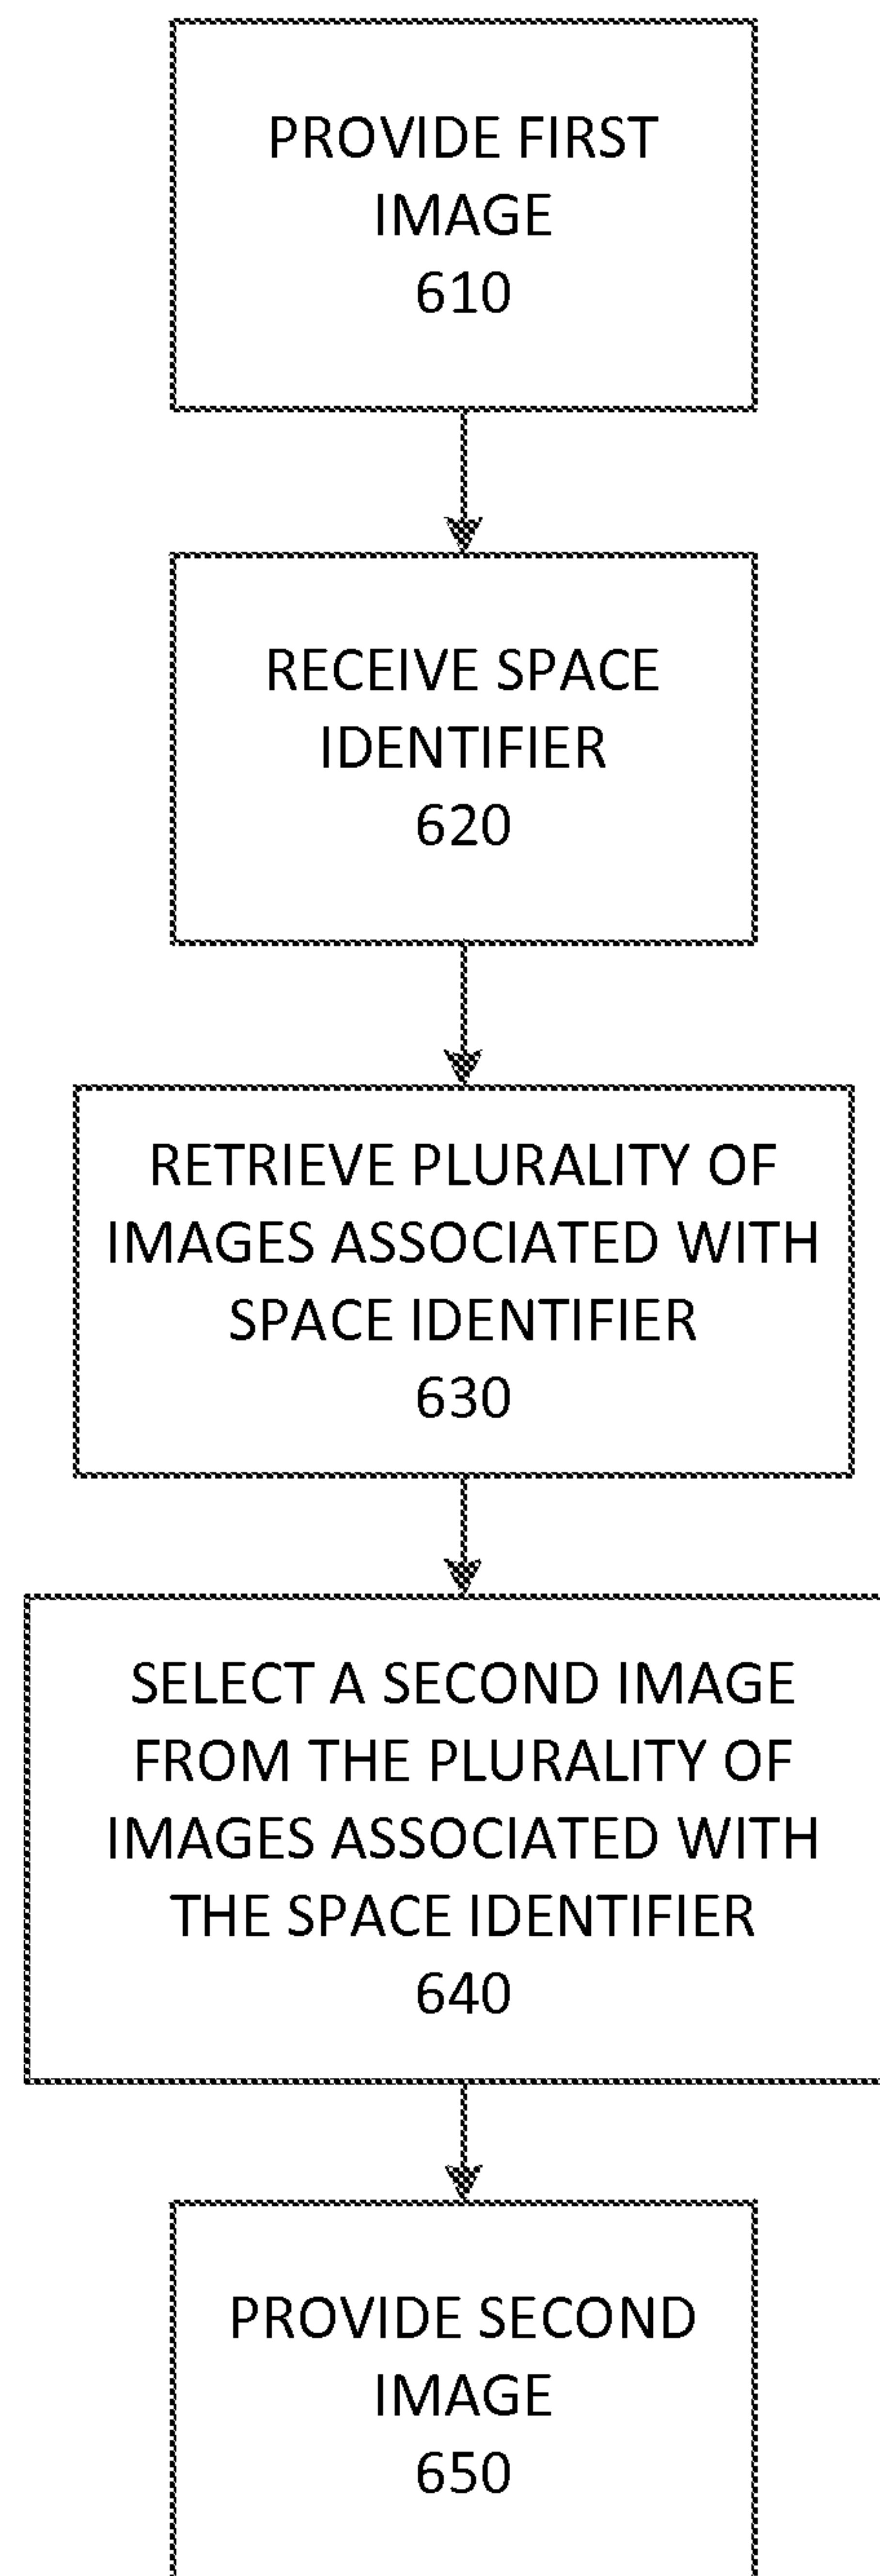 PROVIDE FIRST
IMAGE
610
RECEIVE SPACE
IDENTIFIER
620
RETRIEVE PLURALITY OF
IMAGES ASSOCIATED WITH
SPACE IDENTIFIER
630
SELECT A SECOND IMAGE
FROM THE PLURALITY OF
IMAGES ASSOCIATED WITH
THE SPACE IDENTIFIER
640
PROVIDE SECOND
IMAGE
650